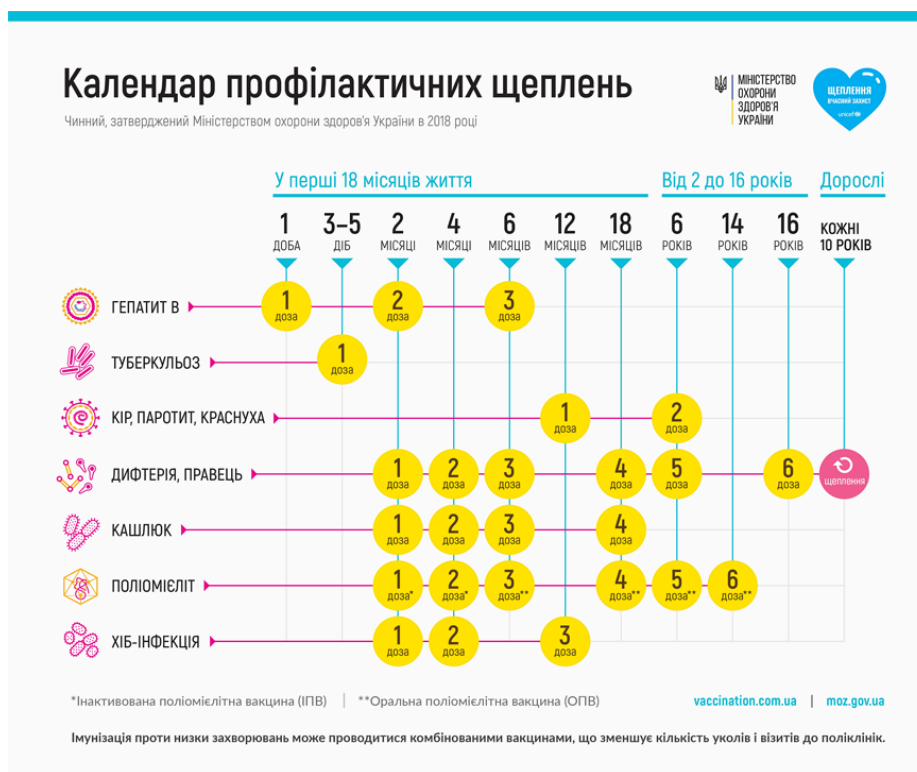 Календар профілактичних щеплень
Чинний, затверджений Міністерством охорони здоров'я України в 2018 році
МІНІСТЕРСТВО
ОХОРОНИ
ЗДОРОВ'Я
УКРАЇНИ
ЩЕПЛЕННЯ
ВЧАСНИЙ ЗАХИСТ
unicef
У перші 18 місяців життя
Від 2 до 16 років
Дорослі
1 3–5 2 4 6 12 18 6 14 16 КОЖНІ
ДОБА ДІБ МІСЯЦІ МІСЯЦІ МІСЯЦІВ МІСЯЦІВ МІСЯЦІВ РОКІВ РОКІВ РОКІВ 10 РОКІВ
ГЕПАТИТ В 1 2 3
доза доза доза
ТУБЕРКУЛЬОЗ 1
доза
КІР, ПАРОТИТ, КРАСНУХА 1 2
доза доза
ДИФТЕРІЯ, ПРАВЕЦЬ 1 2 3 4 5 6
доза доза доза доза доза доза щеплення
КАШЛЮК 1 2 3 4
доза доза доза доза
ПОЛІОМІЄЛІТ 1 2 3 4 5 6
доза* доза* доза** доза** доза** доза**
ХІБ-ІНФЕКЦІЯ 1 2 3
доза доза доза
*Інактивована поліомієлітна вакцина (ІПВ) | **Оральна поліомієлітна вакцина (ОПВ)
vaccination.com.ua | moz.gov.ua
Імунізація проти низки захворювань може проводитися комбінованими вакцинами, що зменшує кількість уколів і візитів до поліклінік.